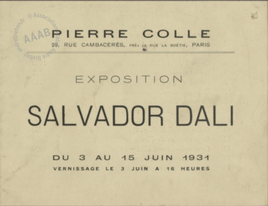 PIERRE COLLE
29, RUE CAMBACÉRÈS, PRÈS LA RUE LA BOÉTIE, PARIS
AAAB
EXPOSITION
SALVADOR DALI
DU 3 AU 15 JUIN 1931
VERNISSAGE LE 3 JUIN A 16 HEURES